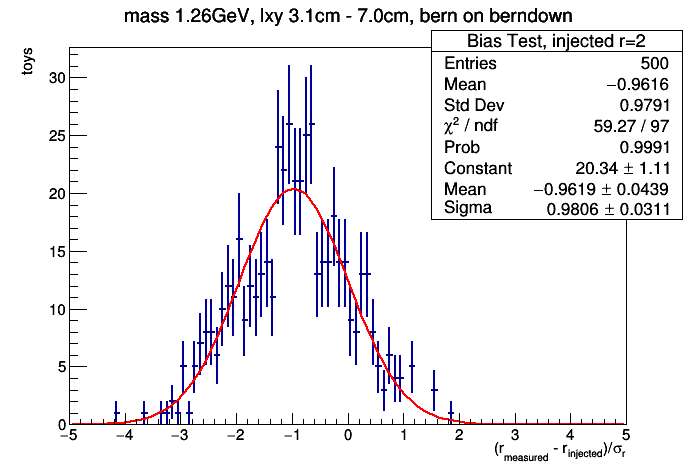 mass 1.26GeV, lxy 3.1cm - 7.0cm, bern on berndown
toys
Bias Test, injected r=2
Entries 500
Mean −0.9616
Std Dev 0.9791
χ² / ndf 59.27 / 97
Prob 0.9991
Constant 20.34 ± 1.11
Mean −0.9619 ± 0.0439
Sigma 0.9806 ± 0.0311
30
25
20
15
10
5
0
−5 −4 −3 −2 −1 0 1 2 3 4 5
(r_measured - r_injected)/σ_r